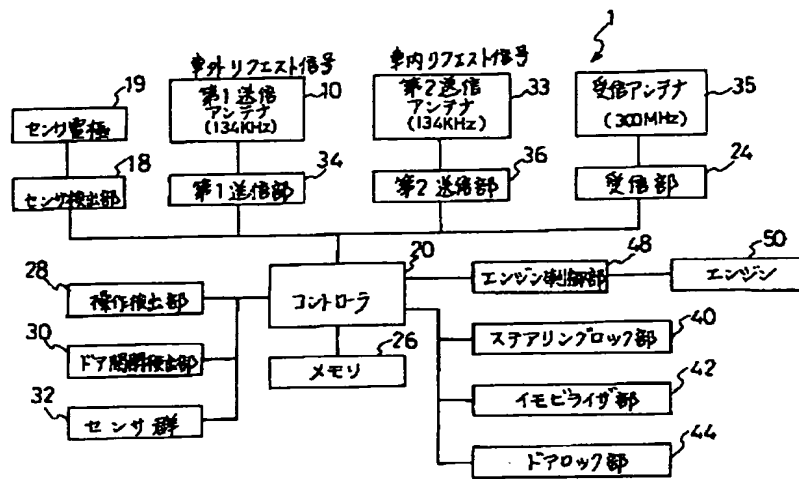 1
車外リクエスト信号
車内リクエスト信号
19
センサ電極
第1送信
アンテナ
(134KHz)
10
第2送信
アンテナ
(134KHz)
33
受信アンテナ
(300MHz)
35
18
センサ検出部
第1送信部
34
第2送信部
36
受信部
24
20
コントローラ
48
エンジン制御部
50
エンジン
28
操作検出部
30
ドア開閉検出部
26
メモリ
ステアリングロック部
40
32
センサ群
イモビライザ部
42
ドアロック部
44